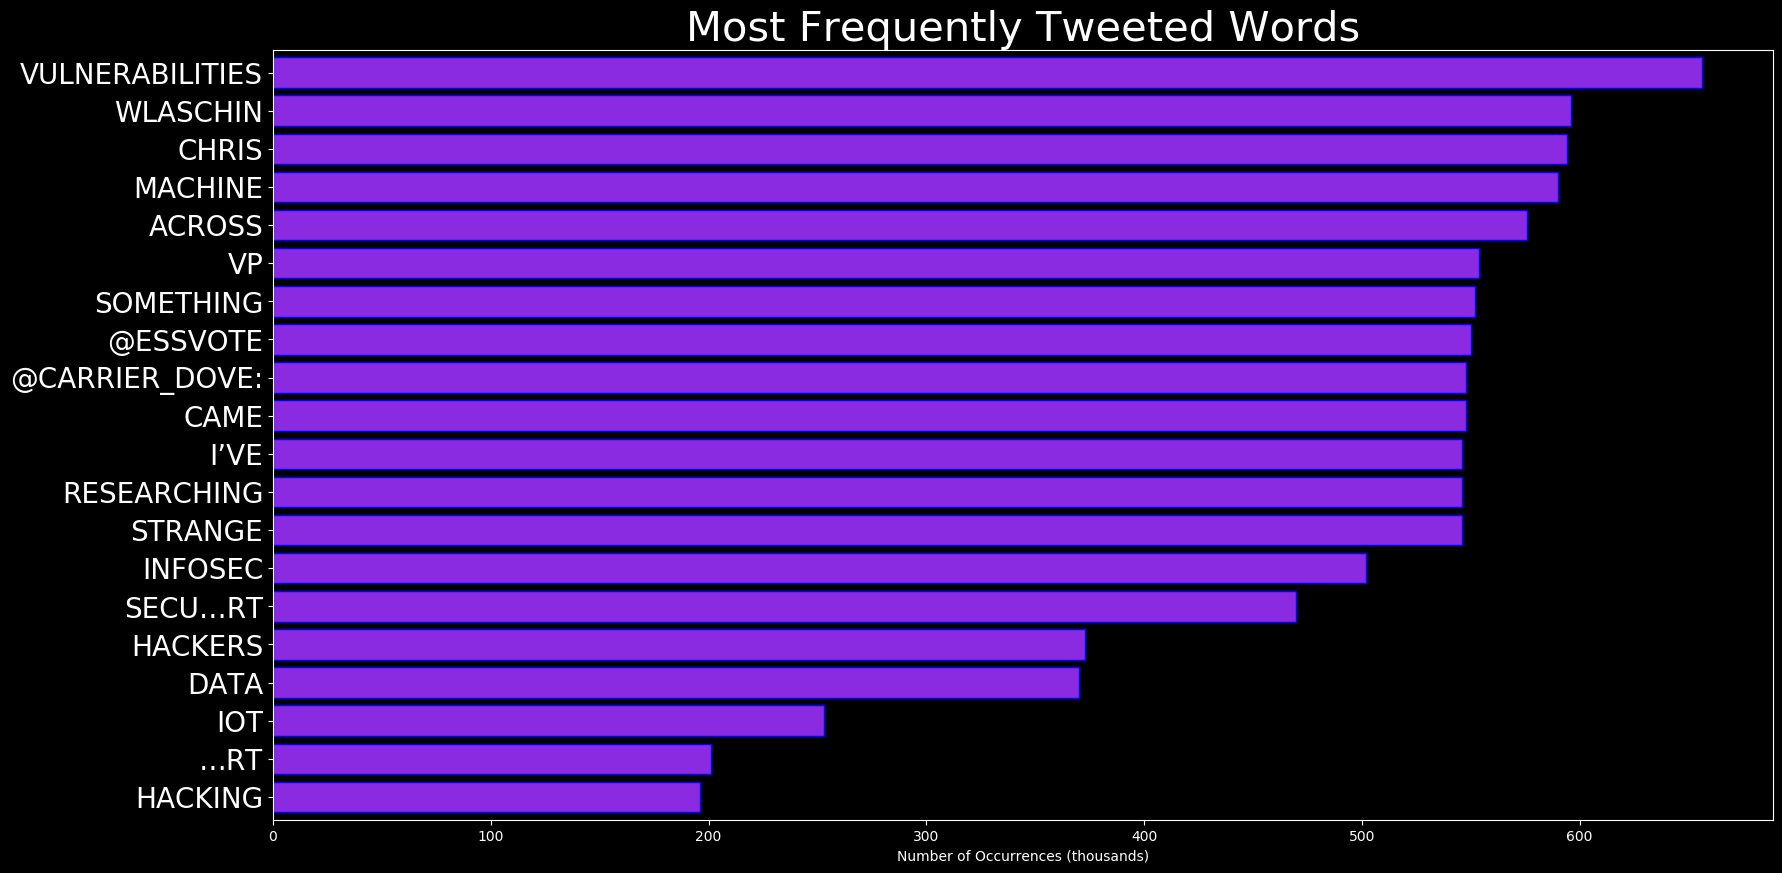 Most Frequently Tweeted Words
VULNERABILITIES
WLASCHIN
CHRIS
MACHINE
ACROSS
VP
SOMETHING
@ESSVOTE
@CARRIER_DOVE:
CAME
I’VE
RESEARCHING
STRANGE
INFOSEC
SECU…RT
HACKERS
DATA
IOT
…RT
HACKING
0 100 200 300 400 500 600
Number of Occurrences (thousands)